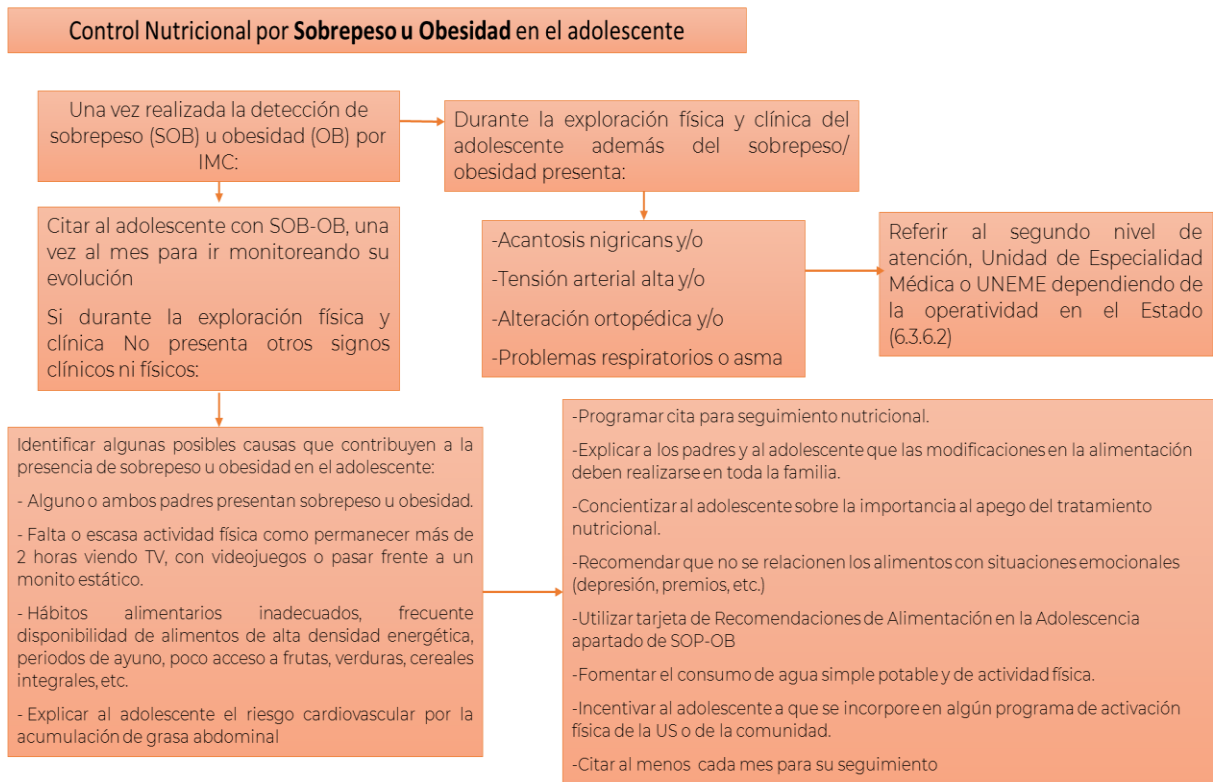 Control Nutricional por Sobrepeso u Obesidad en el adolescente
Una vez realizada la detección de
sobrepeso (SOB) u obesidad (OB) por
IMC:
Durante la exploración física y clínica del
adolescente además del sobrepeso/
obesidad presenta:
Citar al adolescente con SOB-OB, una
vez al mes para ir monitoreando su
evolución
Si durante la exploración física y
clínica No presenta otros signos
clínicos ni físicos:
-Acantosis nigricans y/o
-Tensión arterial alta y/o
-Alteración ortopédica y/o
-Problemas respiratorios o asma
Referir al segundo nivel de
atención, Unidad de Especialidad
Médica o UNEME dependiendo de
la operatividad en el Estado
(6.3.6.2)
Identificar algunas posibles causas que contribuyen a la
presencia de sobrepeso u obesidad en el adolescente:
- Alguno o ambos padres presentan sobrepeso u obesidad.
- Falta o escasa actividad física como permanecer más de
2 horas viendo TV, con videojuegos o pasar frente a un
monito estático.
- Hábitos alimentarios inadecuados, frecuente
disponibilidad de alimentos de alta densidad energética,
periodos de ayuno, poco acceso a frutas, verduras, cereales
integrales, etc.
- Explicar al adolescente el riesgo cardiovascular por la
acumulación de grasa abdominal
-Programar cita para seguimiento nutricional.
-Explicar a los padres y al adolescente que las modificaciones en la alimentación
deben realizarse en toda la familia.
-Concientizar al adolescente sobre la importancia al apego del tratamiento
nutricional.
-Recomendar que no se relacionen los alimentos con situaciones emocionales
(depresión, premios, etc.)
-Utilizar tarjeta de Recomendaciones de Alimentación en la Adolescencia
apartado de SOP-OB
-Fomentar el consumo de agua simple potable y de actividad física.
-Incentivar al adolescente a que se incorpore en algún programa de activación
física de la US o de la comunidad.
-Citar al menos cada mes para su seguimiento